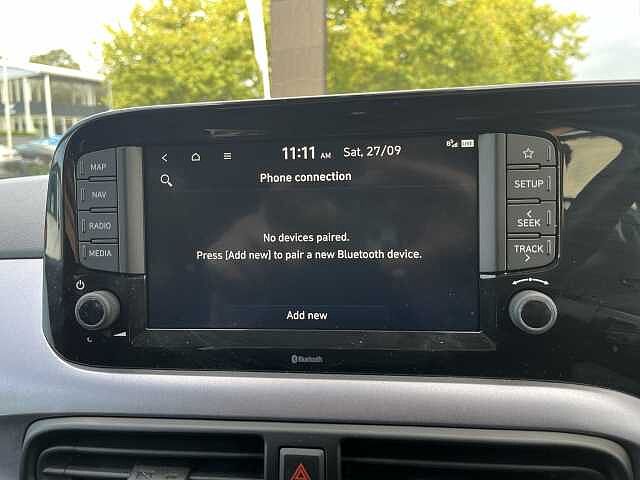 11:11 AM Sat, 27/09
Phone connection
No devices paired.
Press [Add new] to pair a new Bluetooth device.
Add new
MAP
NAV
RADIO
MEDIA
SETUP
SEEK
TRACK
Bluetooth